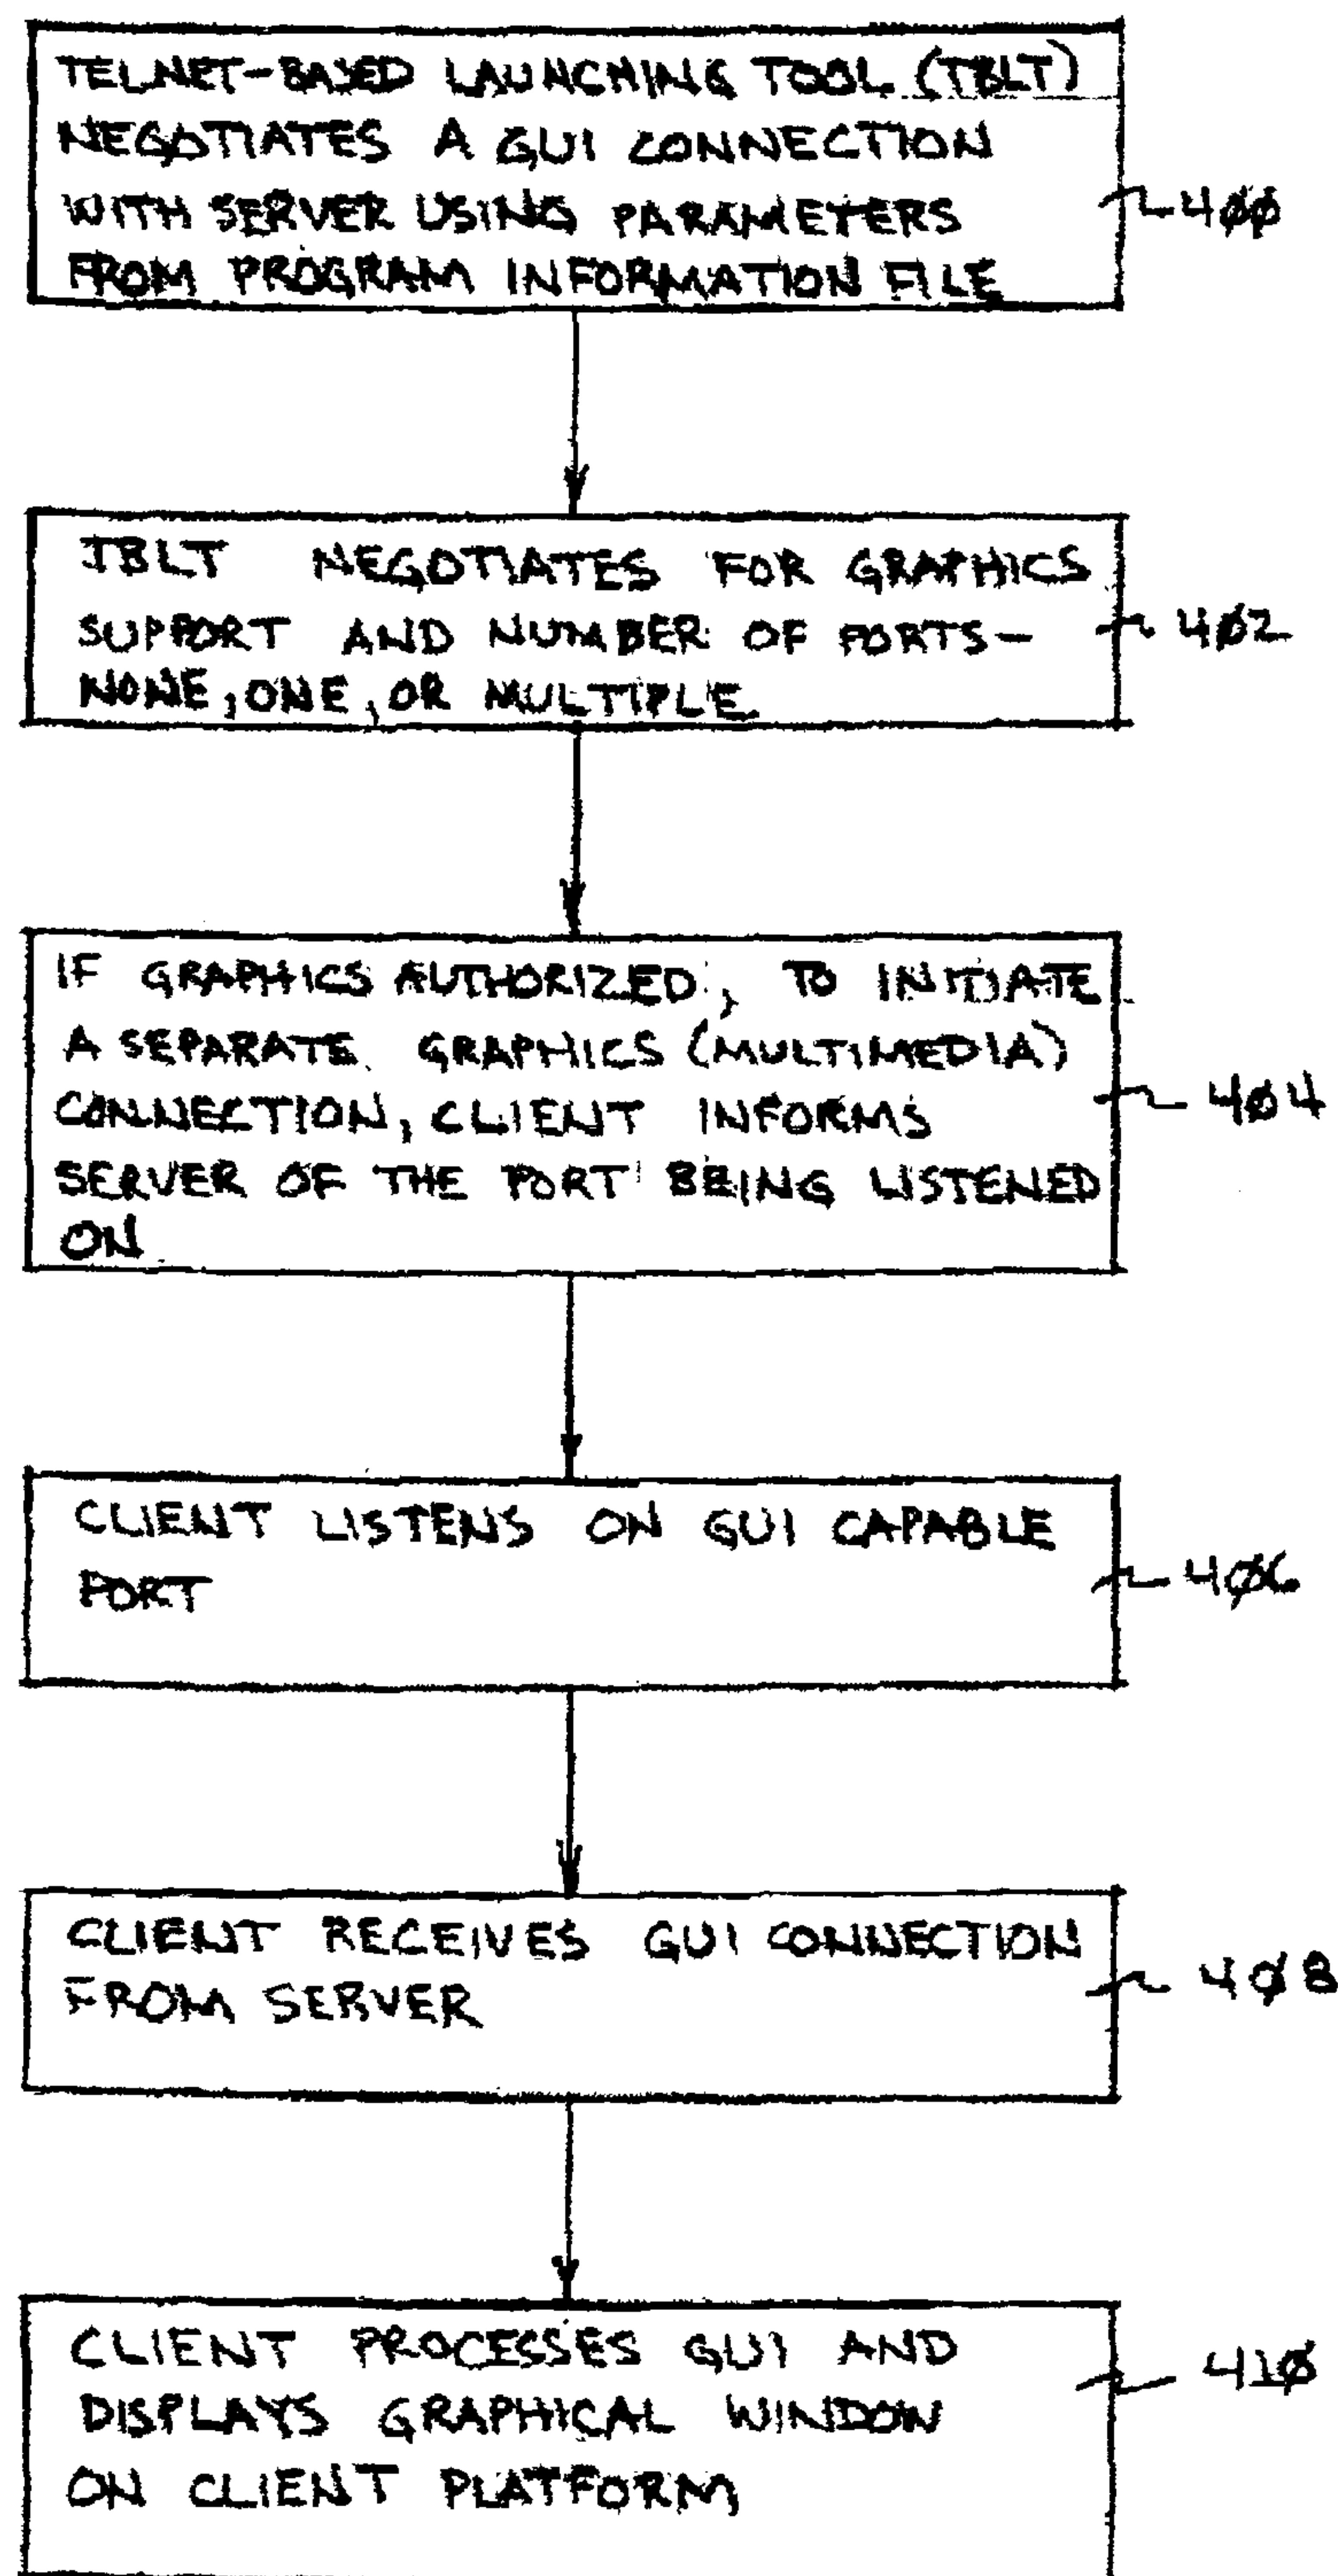 TELNET-BASED LAUNCHING TOOL (TBLT)
NEGOTIATES A GUI CONNECTION
WITH SERVER USING PARAMETERS
FROM PROGRAM INFORMATION FILE
400
TBLT NEGOTIATES FOR GRAPHICS
SUPPORT AND NUMBER OF PORTS-
NONE, ONE, OR MULTIPLE
402
IF GRAPHICS AUTHORIZED, TO INITIATE
A SEPARATE GRAPHICS (MULTIMEDIA)
CONNECTION, CLIENT INFORMS
SERVER OF THE PORT BEING LISTENED
ON
404
CLIENT LISTENS ON GUI CAPABLE
PORT
406
CLIENT RECEIVES GUI CONNECTION
FROM SERVER
408
CLIENT PROCESSES GUI AND
DISPLAYS GRAPHICAL WINDOW
ON CLIENT PLATFORM
410